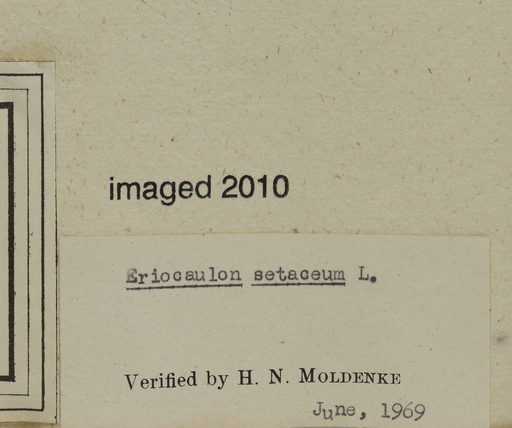 imaged 2010
Eriocaulon setaceum L.
Verified by H. N. MOLDENKE
June, 1969